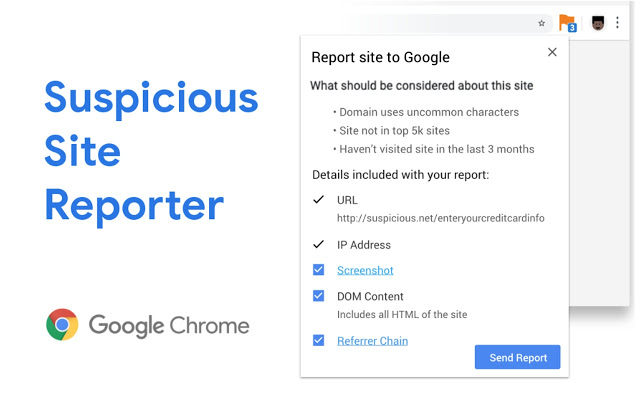 Suspicious
Site
Reporter
Google Chrome
3
Report site to Google
What should be considered about this site
• Domain uses uncommon characters
• Site not in top 5k sites
• Haven't visited site in the last 3 months
Details included with your report:
URL
http://suspicious.net/enteryourcreditcardinfo
IP Address
Screenshot
DOM Content
Includes all HTML of the site
Referrer Chain
Send Report